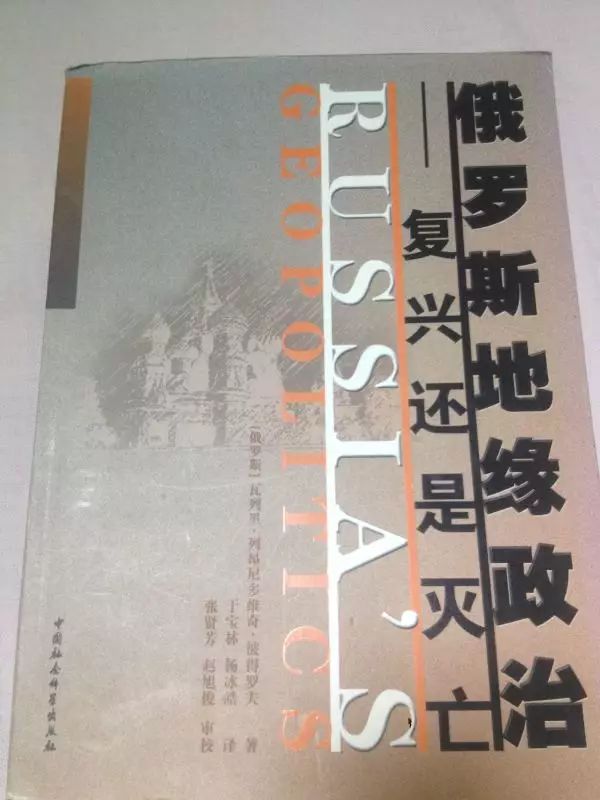 俄罗斯地缘政治
——复兴还是灭亡
RUSSIA'S
GEOPOLITICS
[俄罗斯]瓦列里·列昂尼多维奇·彼得罗夫 著
于宝林 杨冰皓 译
张贤芳 赵旭俊 审校
中国社会科学出版社